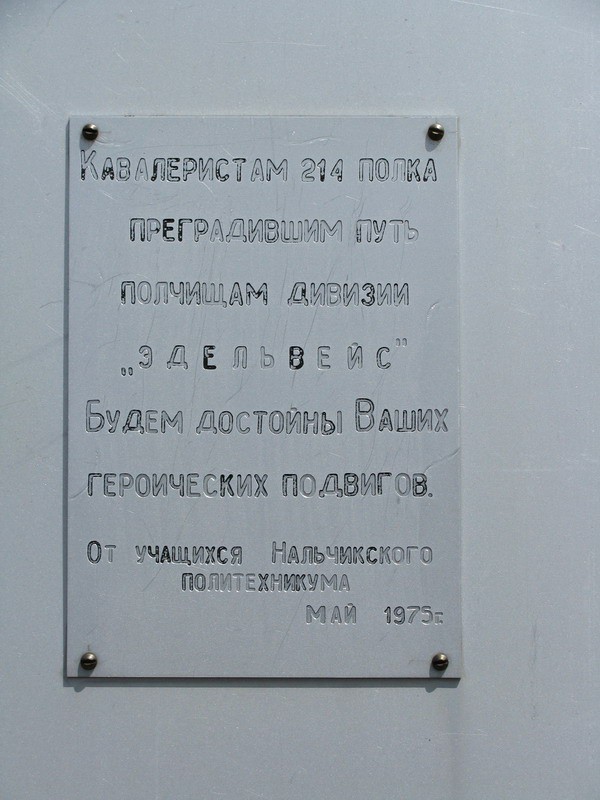 Кавалеристам 214 полка
преградившим путь
полчищам дивизии
„Эдельвейс"
Будем достойны Ваших
героических подвигов.
От учащихся Нальчикского
политехникума
май 1975г.